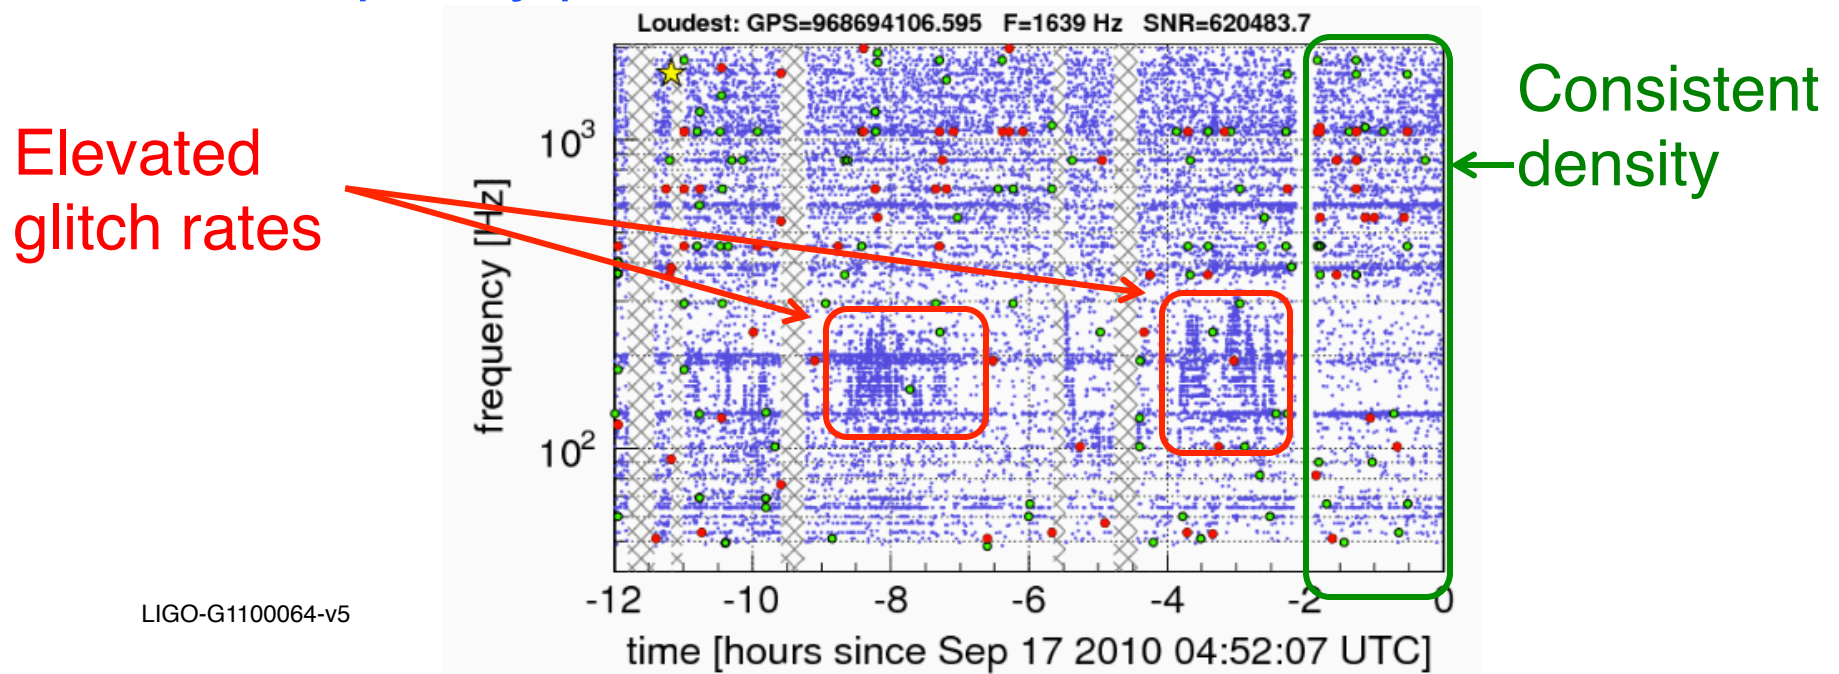 Loudest: GPS=968694106.595 F=1639 Hz SNR=620483.7
Elevated
glitch rates
Consistent
density
frequency [Hz]
10³
10²
-12 -10 -8 -6 -4 -2 0
time [hours since Sep 17 2010 04:52:07 UTC]
LIGO-G1100064-v5